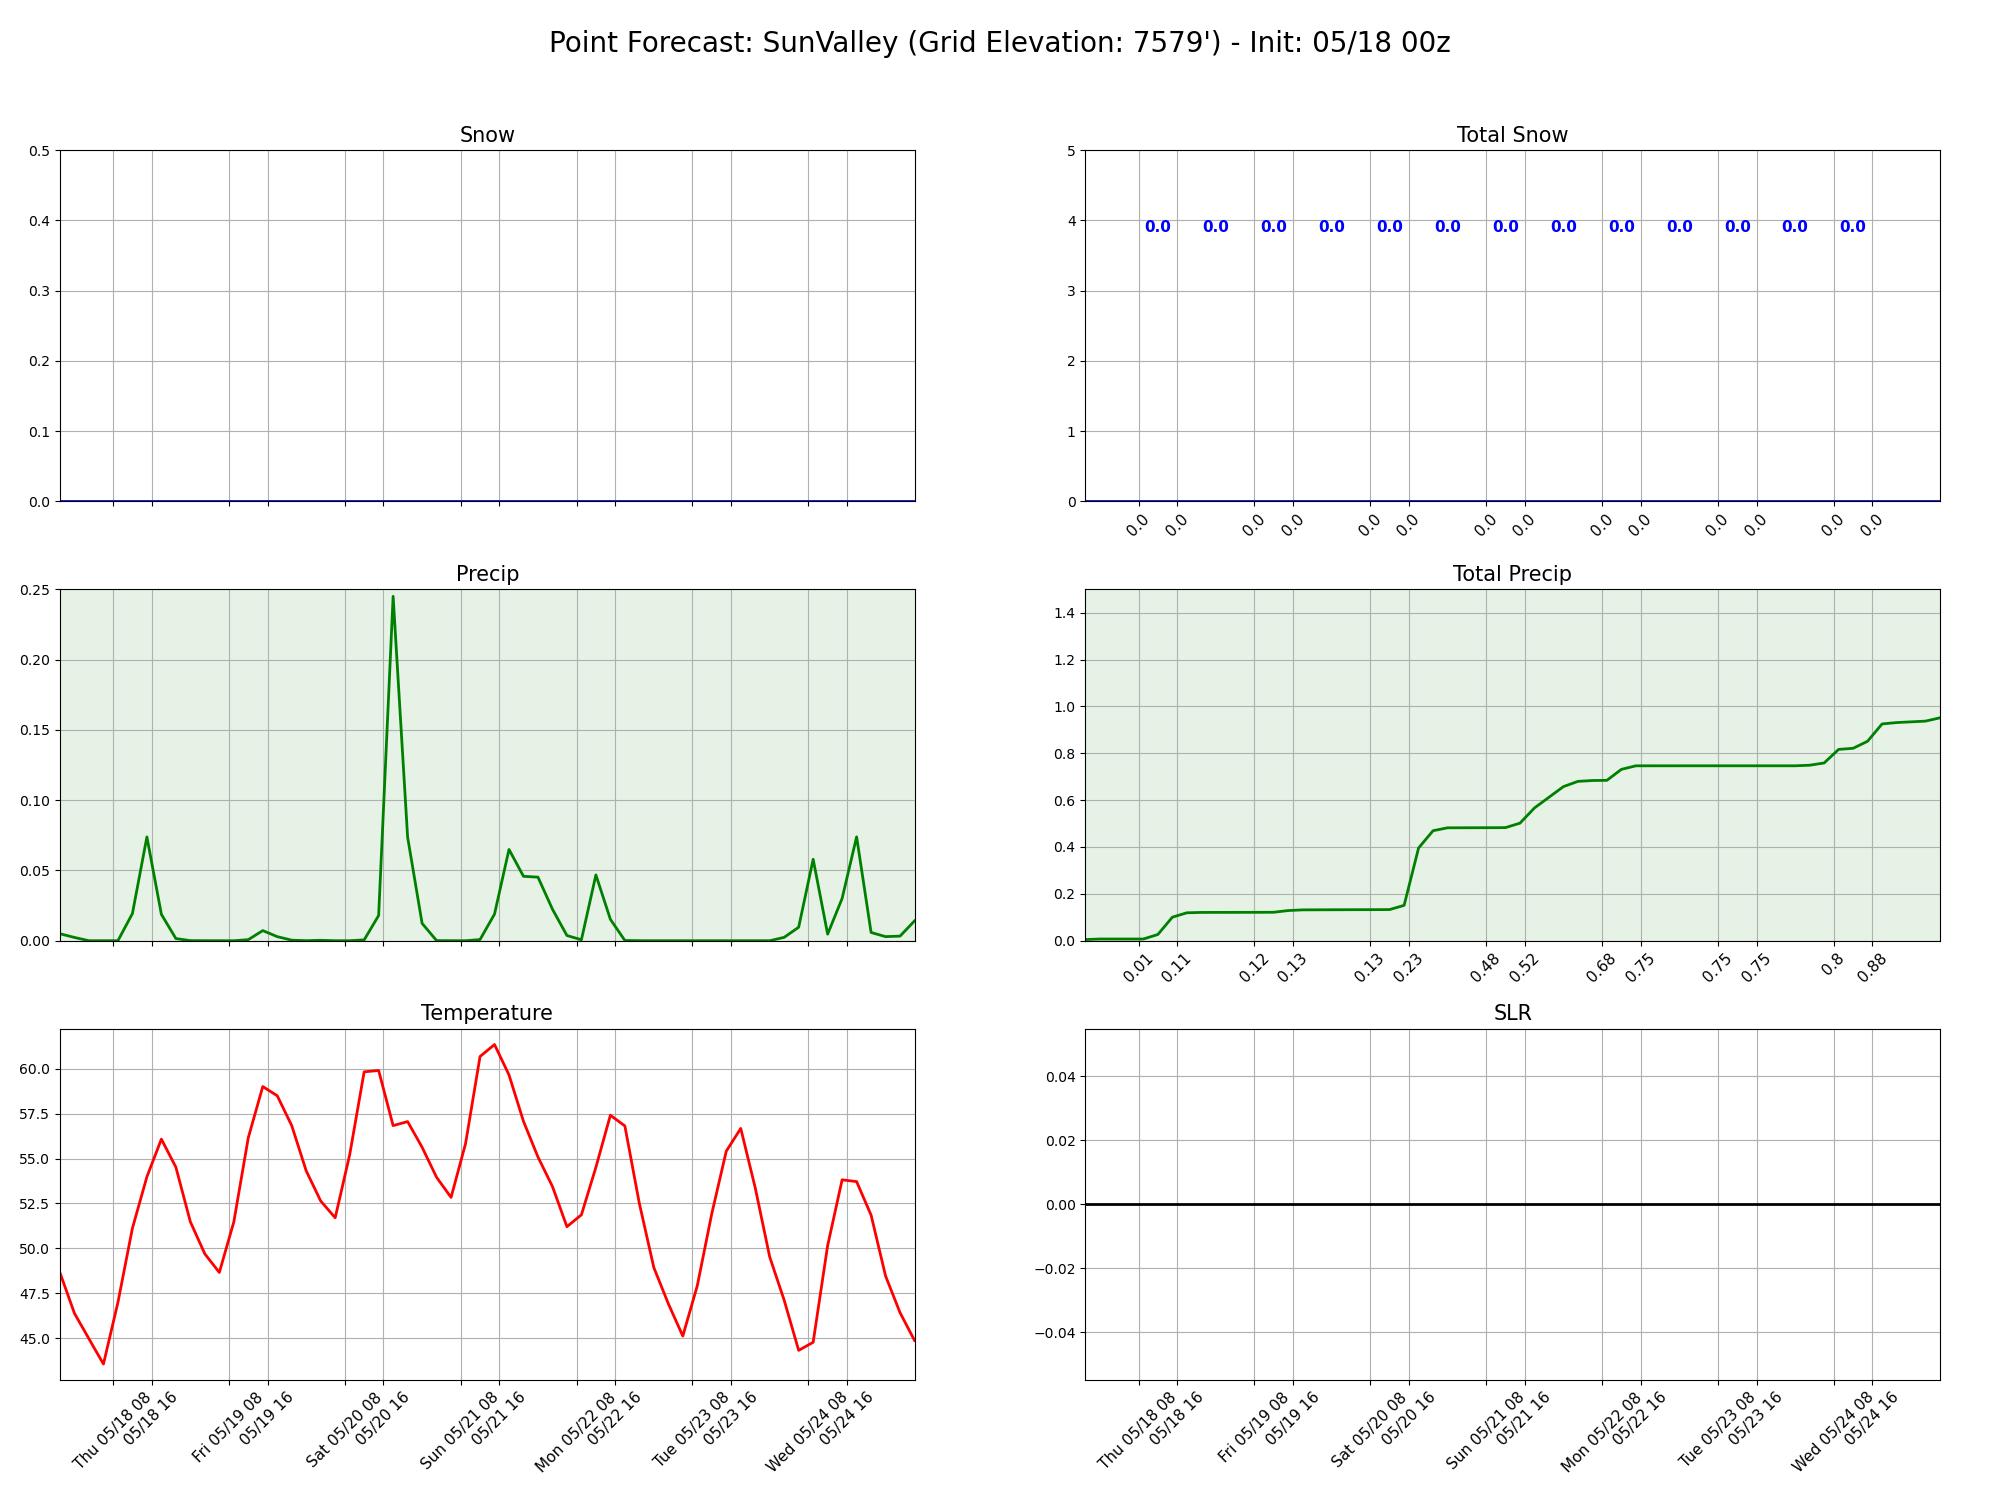 Point Forecast: SunValley (Grid Elevation: 7579') - Init: 05/18 00z
Snow
0.5
0.4
0.3
0.2
0.1
0.0
Total Snow
5
4
3
2
1
0
0.0 0.0 0.0 0.0 0.0 0.0 0.0 0.0 0.0 0.0 0.0 0.0 0.0
0.0 0.0 0.0 0.0 0.0 0.0 0.0 0.0 0.0 0.0 0.0 0.0 0.0 0.0
Precip
0.25
0.20
0.15
0.10
0.05
0.00
Total Precip
1.4
1.2
1.0
0.8
0.6
0.4
0.2
0.0
0.01 0.11 0.12 0.13 0.13 0.23 0.48 0.52 0.68 0.75 0.75 0.75 0.8 0.88
Temperature
60.0
57.5
55.0
52.5
50.0
47.5
45.0
Thu 05/18 08
05/18 16
Fri 05/19 08
05/19 16
Sat 05/20 08
05/20 16
Sun 05/21 08
05/21 16
Mon 05/22 08
05/22 16
Tue 05/23 08
05/23 16
Wed 05/24 08
05/24 16
SLR
0.04
0.02
0.00
−0.02
−0.04
Thu 05/18 08
05/18 16
Fri 05/19 08
05/19 16
Sat 05/20 08
05/20 16
Sun 05/21 08
05/21 16
Mon 05/22 08
05/22 16
Tue 05/23 08
05/23 16
Wed 05/24 08
05/24 16